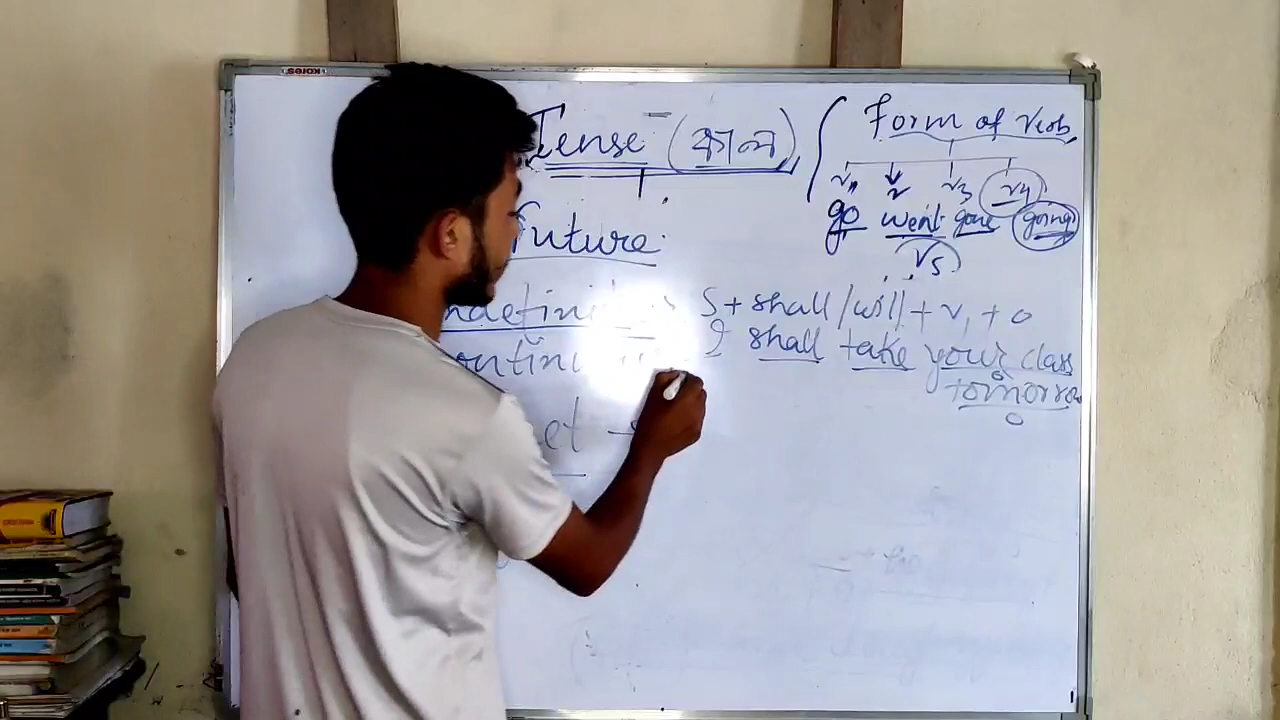 KORES
Tense (काल)
Form of verb
V1 V2 V3 V4
go went gone going
V5
Future
S + shall / will + V1 + O
I shall take your class
tomorrow
O